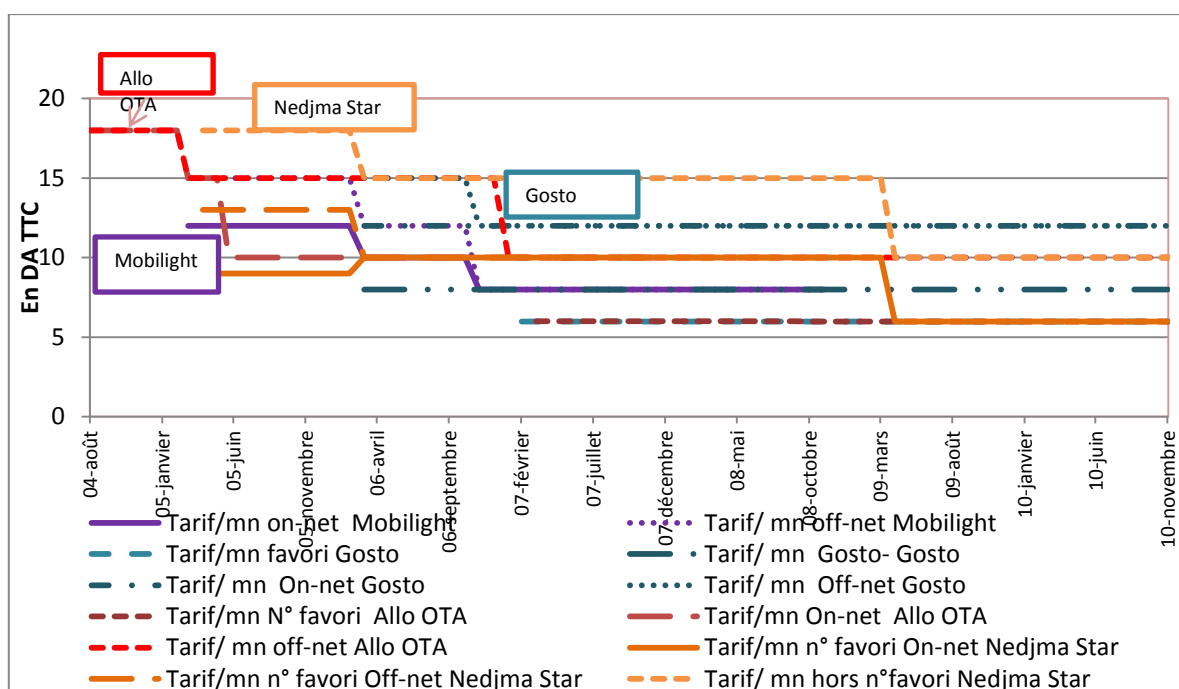 Allo
OTA
Nedjma Star
Gosto
Mobilight
En DA TTC
20
15
10
5
0
04-août
05-janvier
05-juin
05-novembre
06-avril
06-septembre
07-février
07-juillet
07-décembre
08-mai
08-octobre
09-mars
09-août
10-janvier
10-juin
10-novembre
Tarif/mn on-net Mobilight
Tarif/ mn off-net Mobilight
Tarif/mn favori Gosto
Tarif/ mn Gosto- Gosto
Tarif/ mn On-net Gosto
Tarif/ mn Off-net Gosto
Tarif/mn N° favori Allo OTA
Tarif/mn On-net Allo OTA
Tarif/ mn off-net Allo OTA
Tarif/mn n° favori On-net Nedjma Star
Tarif/mn n° favori Off-net Nedjma Star
Tarif/ mn hors n°favori Nedjma Star